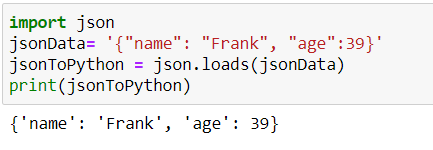 import json
jsonData= '{"name": "Frank", "age":39}'
jsonToPython = json.loads(jsonData)
print(jsonToPython)
{'name': 'Frank', 'age': 39}